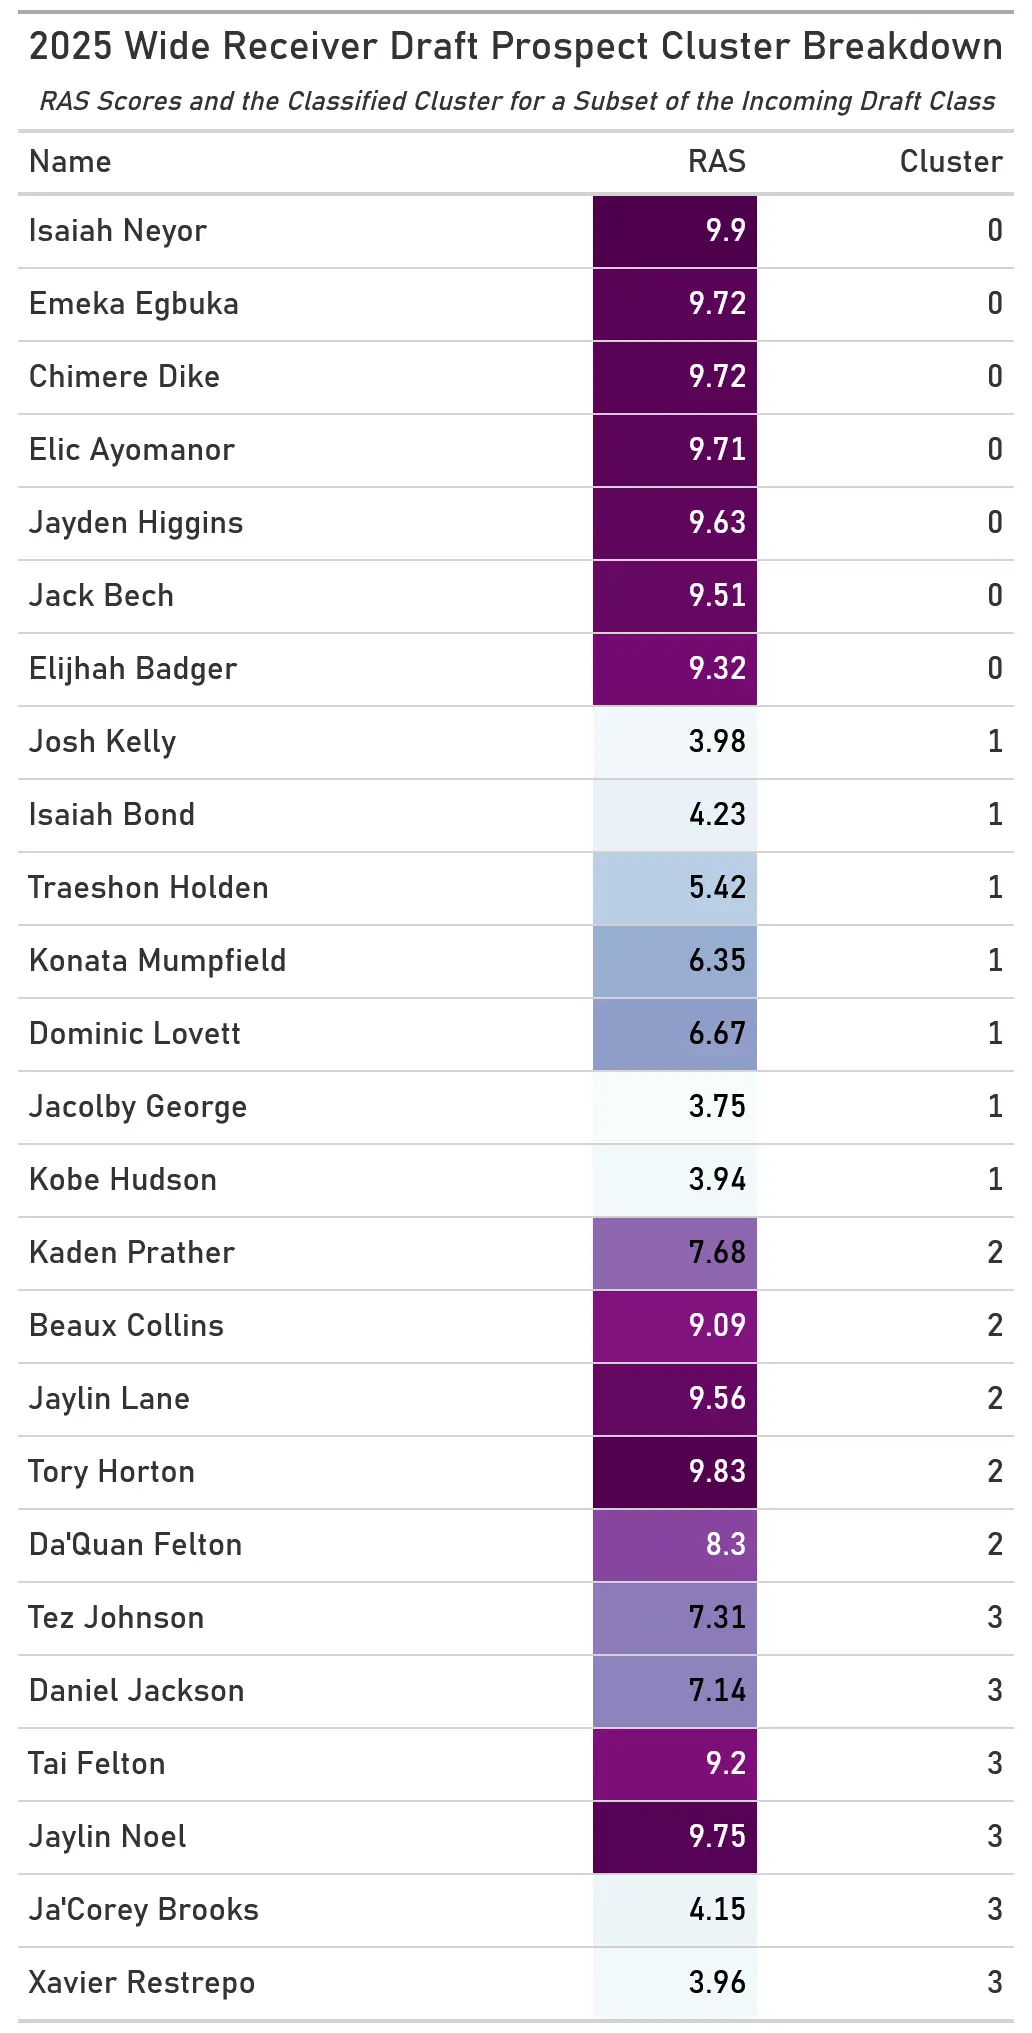 2025 Wide Receiver Draft Prospect Cluster Breakdown
RAS Scores and the Classified Cluster for a Subset of the Incoming Draft Class
Name RAS Cluster
Isaiah Neyor 9.9 0
Emeka Egbuka 9.72 0
Chimere Dike 9.72 0
Elic Ayomanor 9.71 0
Jayden Higgins 9.63 0
Jack Bech 9.51 0
Elijhah Badger 9.32 0
Josh Kelly 3.98 1
Isaiah Bond 4.23 1
Traeshon Holden 5.42 1
Konata Mumpfield 6.35 1
Dominic Lovett 6.67 1
Jacolby George 3.75 1
Kobe Hudson 3.94 1
Kaden Prather 7.68 2
Beaux Collins 9.09 2
Jaylin Lane 9.56 2
Tory Horton 9.83 2
Da'Quan Felton 8.3 2
Tez Johnson 7.31 3
Daniel Jackson 7.14 3
Tai Felton 9.2 3
Jaylin Noel 9.75 3
Ja'Corey Brooks 4.15 3
Xavier Restrepo 3.96 3